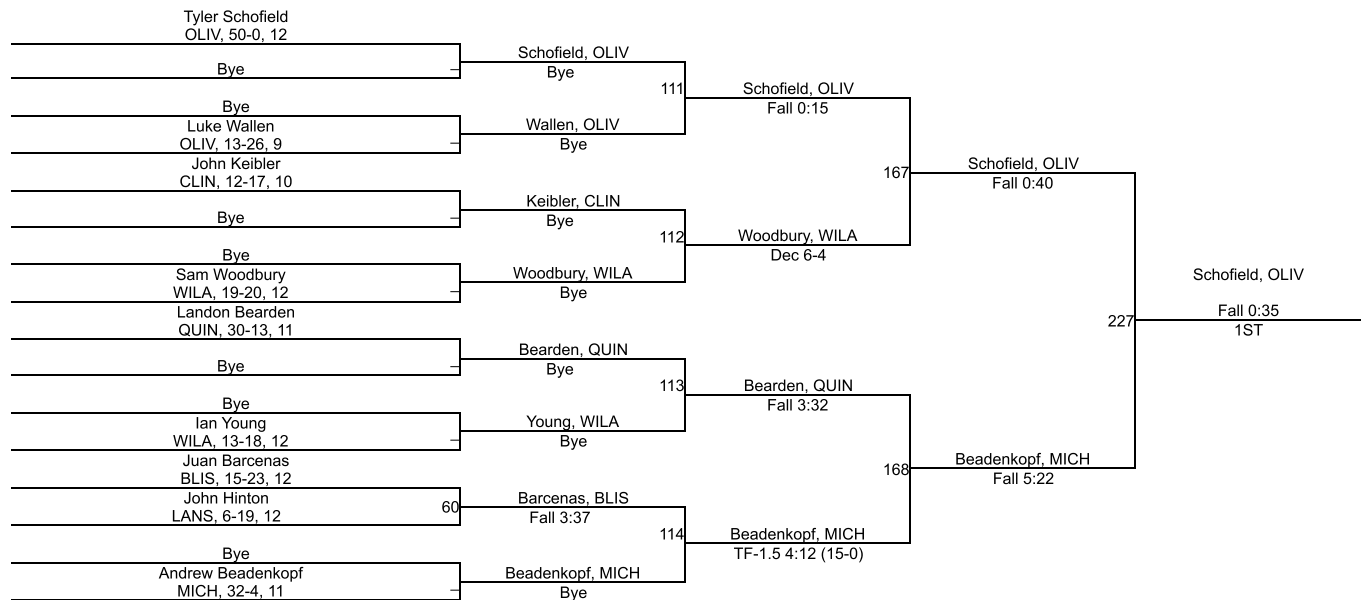 Tyler Schofield
OLIV, 50-0, 12
Bye
Bye
Luke Wallen
OLIV, 13-26, 9
John Keibler
CLIN, 12-17, 10
Bye
Bye
Sam Woodbury
WILA, 19-20, 12
Landon Bearden
QUIN, 30-13, 11
Bye
Bye
Ian Young
WILA, 13-18, 12
Juan Barcenas
BLIS, 15-23, 12
John Hinton
LANS, 6-19, 12
60
Bye
Andrew Beadenkopf
MICH, 32-4, 11
Schofield, OLIV
Bye
111
Wallen, OLIV
Bye
Keibler, CLIN
Bye
112
Woodbury, WILA
Bye
Bearden, QUIN
Bye
113
Young, WILA
Bye
Barcenas, BLIS
Fall 3:37
114
Beadenkopf, MICH
Bye
Schofield, OLIV
Fall 0:15
167
Woodbury, WILA
Dec 6-4
Bearden, QUIN
Fall 3:32
168
Beadenkopf, MICH
TF-1.5 4:12 (15-0)
Schofield, OLIV
Fall 0:40
227
Beadenkopf, MICH
Fall 5:22
Schofield, OLIV
Fall 0:35
1ST